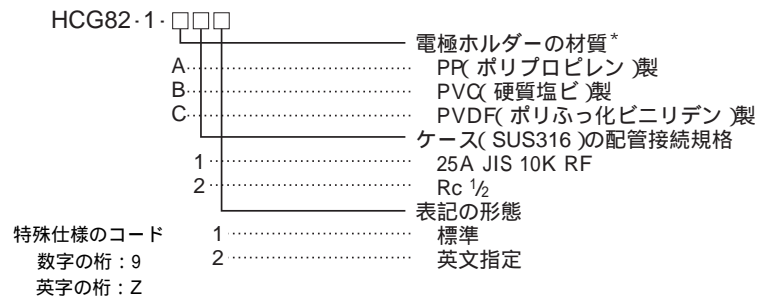 HCG82·1·□□□
電極ホルダーの材質*
A PP(ポリプロピレン)製
B PVC(硬質塩ビ)製
C PVDF(ポリふっ化ビニリデン)製
ケース(SUS316)の配管接続規格
1 25A JIS 10K RF
2 Rc ½
表記の形態
1 標準
2 英文指定
特殊仕様のコード
数字の桁：9
英字の桁：Z